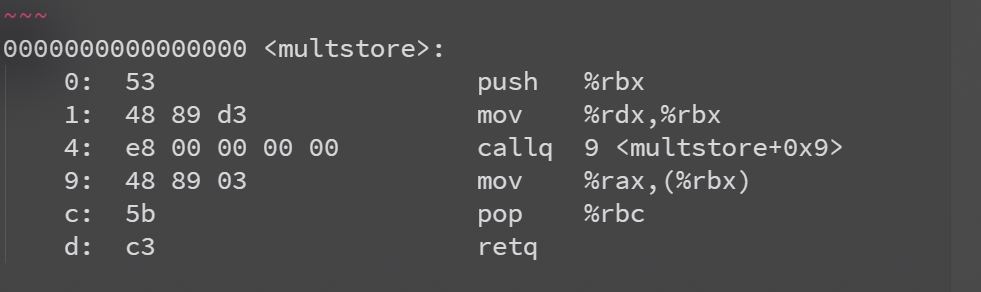 ~~~
0000000000000000 <multstore>:
    0:  53                     push   %rbx
    1:  48 89 d3               mov    %rdx,%rbx
    4:  e8 00 00 00 00         callq  9 <multstore+0x9>
    9:  48 89 03               mov    %rax,(%rbx)
    c:  5b                     pop    %rbc
    d:  c3                     retq